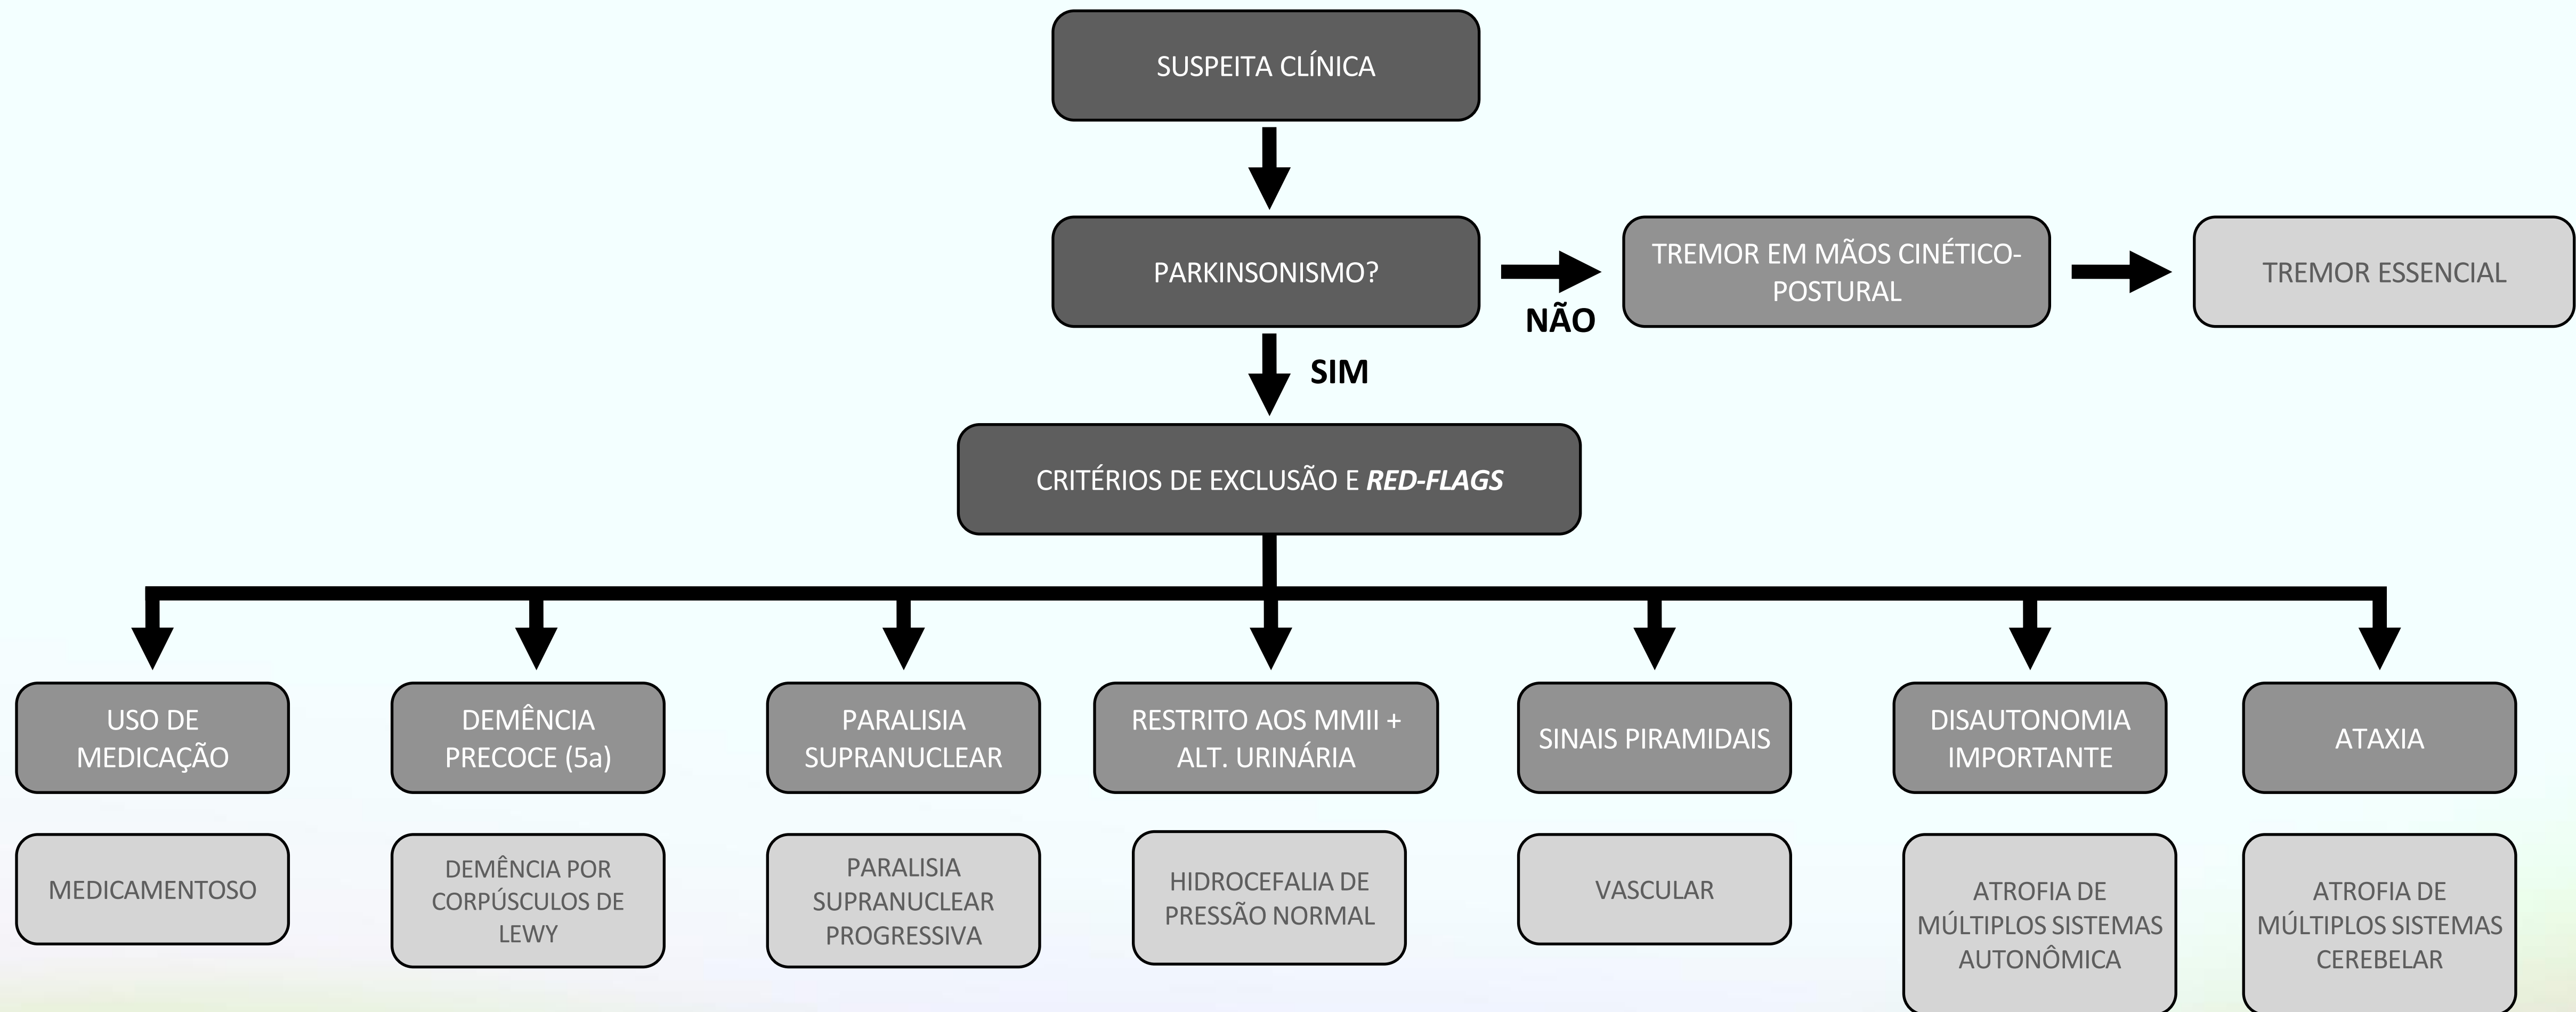 SUSPEITA CLÍNICA
PARKINSONISMO?
NÃO
TREMOR EM MÃOS CINÉTICO-
POSTURAL
TREMOR ESSENCIAL
SIM
CRITÉRIOS DE EXCLUSÃO E RED-FLAGS
USO DE
MEDICAÇÃO
DEMÊNCIA
PRECOCE (5a)
PARALISIA
SUPRANUCLEAR
RESTRITO AOS MMII +
ALT. URINÁRIA
SINAIS PIRAMIDAIS
DISAUTONOMIA
IMPORTANTE
ATAXIA
MEDICAMENTOSO
DEMÊNCIA POR
CORPÚSCULOS DE
LEWY
PARALISIA
SUPRANUCLEAR
PROGRESSIVA
HIDROCEFALIA DE
PRESSÃO NORMAL
VASCULAR
ATROFIA DE
MÚLTIPLOS SISTEMAS
AUTONÔMICA
ATROFIA DE
MÚLTIPLOS SISTEMAS
CEREBELAR